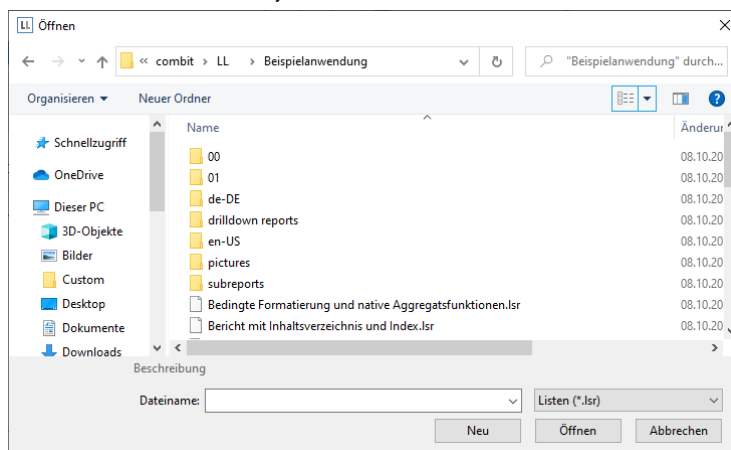 LL Öffnen
« combit › LL › Beispielanwendung
"Beispielanwendung" durch...
Organisieren Neuer Ordner
Name Änderur
Schnellzugriff
OneDrive
Dieser PC
3D-Objekte
Bilder
Custom
Desktop
Dokumente
Downloads
00 08.10.20
01 08.10.20
de-DE 08.10.20
drilldown reports 08.10.20
en-US 08.10.20
pictures 08.10.20
subreports 08.10.20
Bedingte Formatierung und native Aggregatsfunktionen.lsr 08.10.20
Bericht mit Inhaltsverzeichnis und Index.lsr 08.10.20
Beschreibung
Dateiname: Listen (*.lsr)
Neu Öffnen Abbrechen